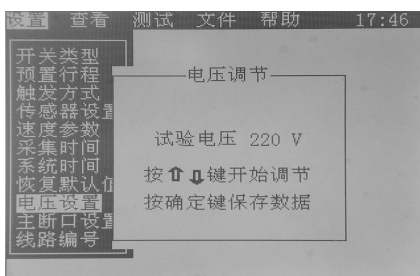 设置 查看 测试 文件 帮助 17:46
开关类型
预置行程
触发方式
传感器设置
速度参数
采集时间
系统时间
恢复默认值
电压设置
主断口设置
线路编号
电压调节
试验电压 220 V
按⇧⇩键开始调节
按确定键保存数据